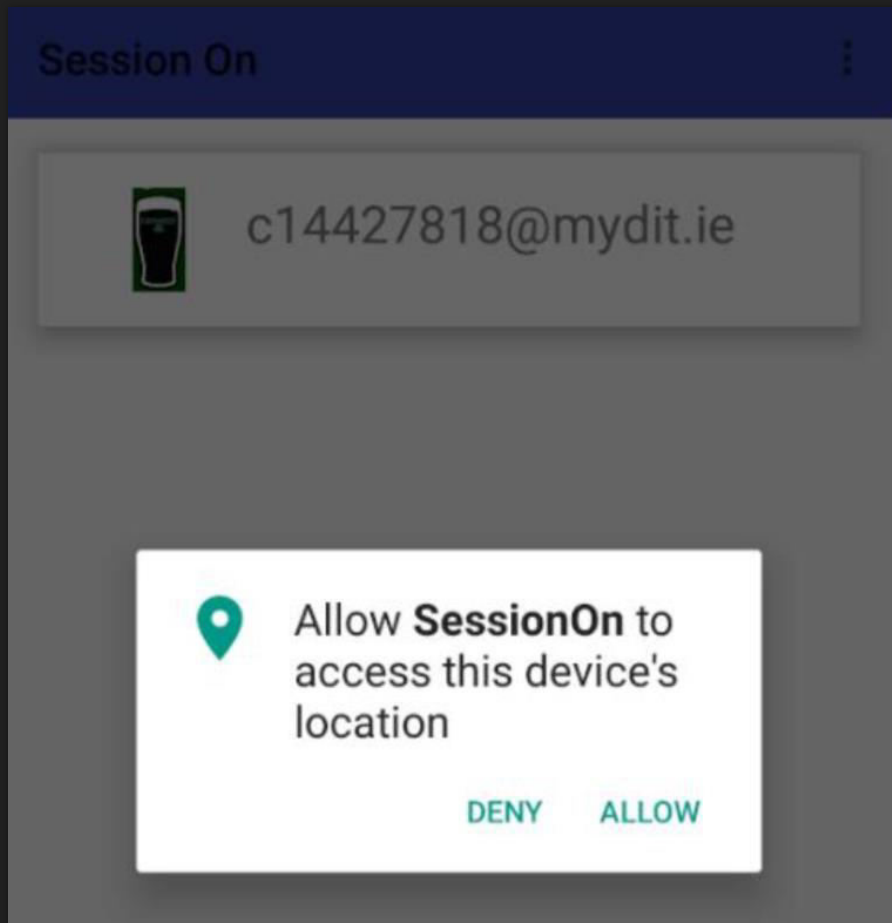 Session On
c14427818@mydit.ie
Allow SessionOn to
access this device's
location
DENY ALLOW